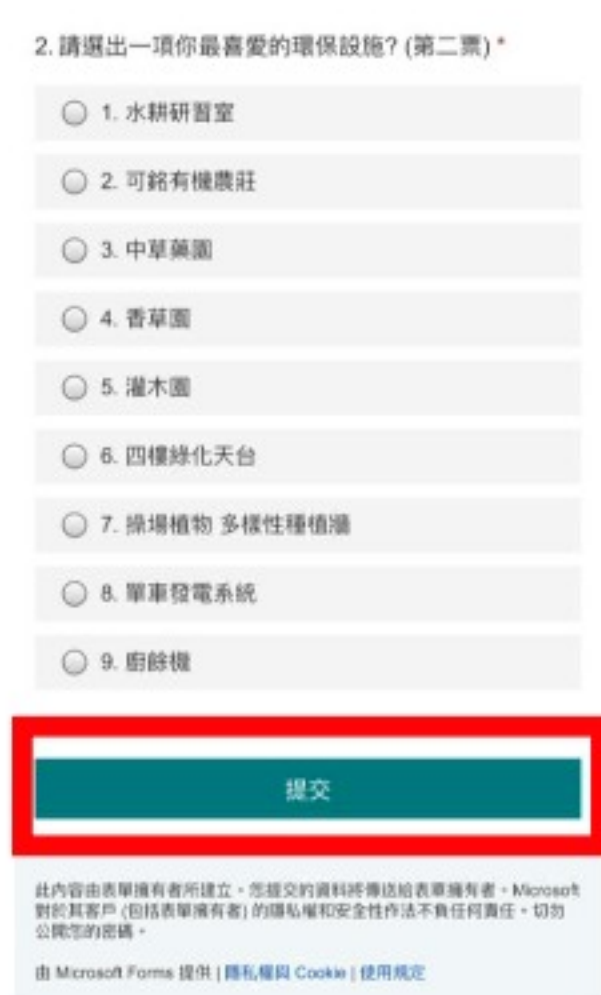 2. 請選出一項你最喜愛的環保設施? (第二票) *
1. 水耕研習室
2. 可銘有機農莊
3. 中草藥園
4. 香草園
5. 灌木園
6. 四樓綠化天台
7. 操場植物 多樣性種植牆
8. 單車發電系統
9. 廚餘機
提交
此內容由表單擁有者所建立。您提交的資料將傳送給表單擁有者。Microsoft
對於其客戶 (包括表單擁有者) 的隱私權和安全性作法不負任何責任。切勿
公開您的密碼。
由 Microsoft Forms 提供 | 隱私權與 Cookie | 使用規定